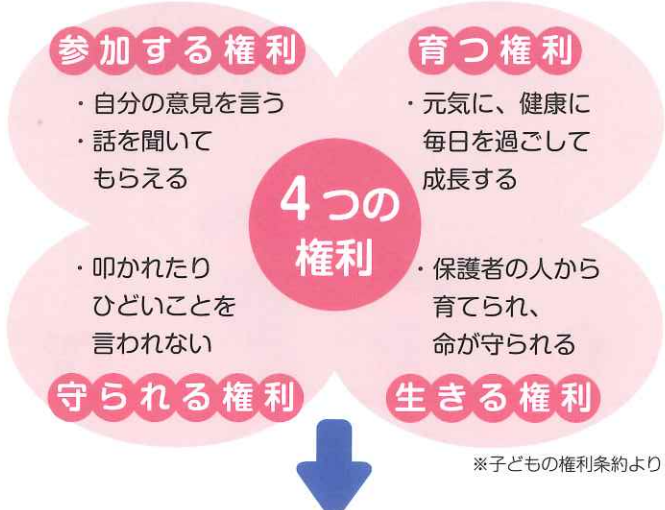 参加する権利
・自分の意見を言う
・話を聞いて
もらえる
育つ権利
・元気に、健康に
毎日を過ごして
成長する
4つの
権利
・叩かれたり
ひどいことを
言われない
守られる権利
・保護者の人から
育てられ、
命が守られる
生きる権利
※子どもの権利条約より